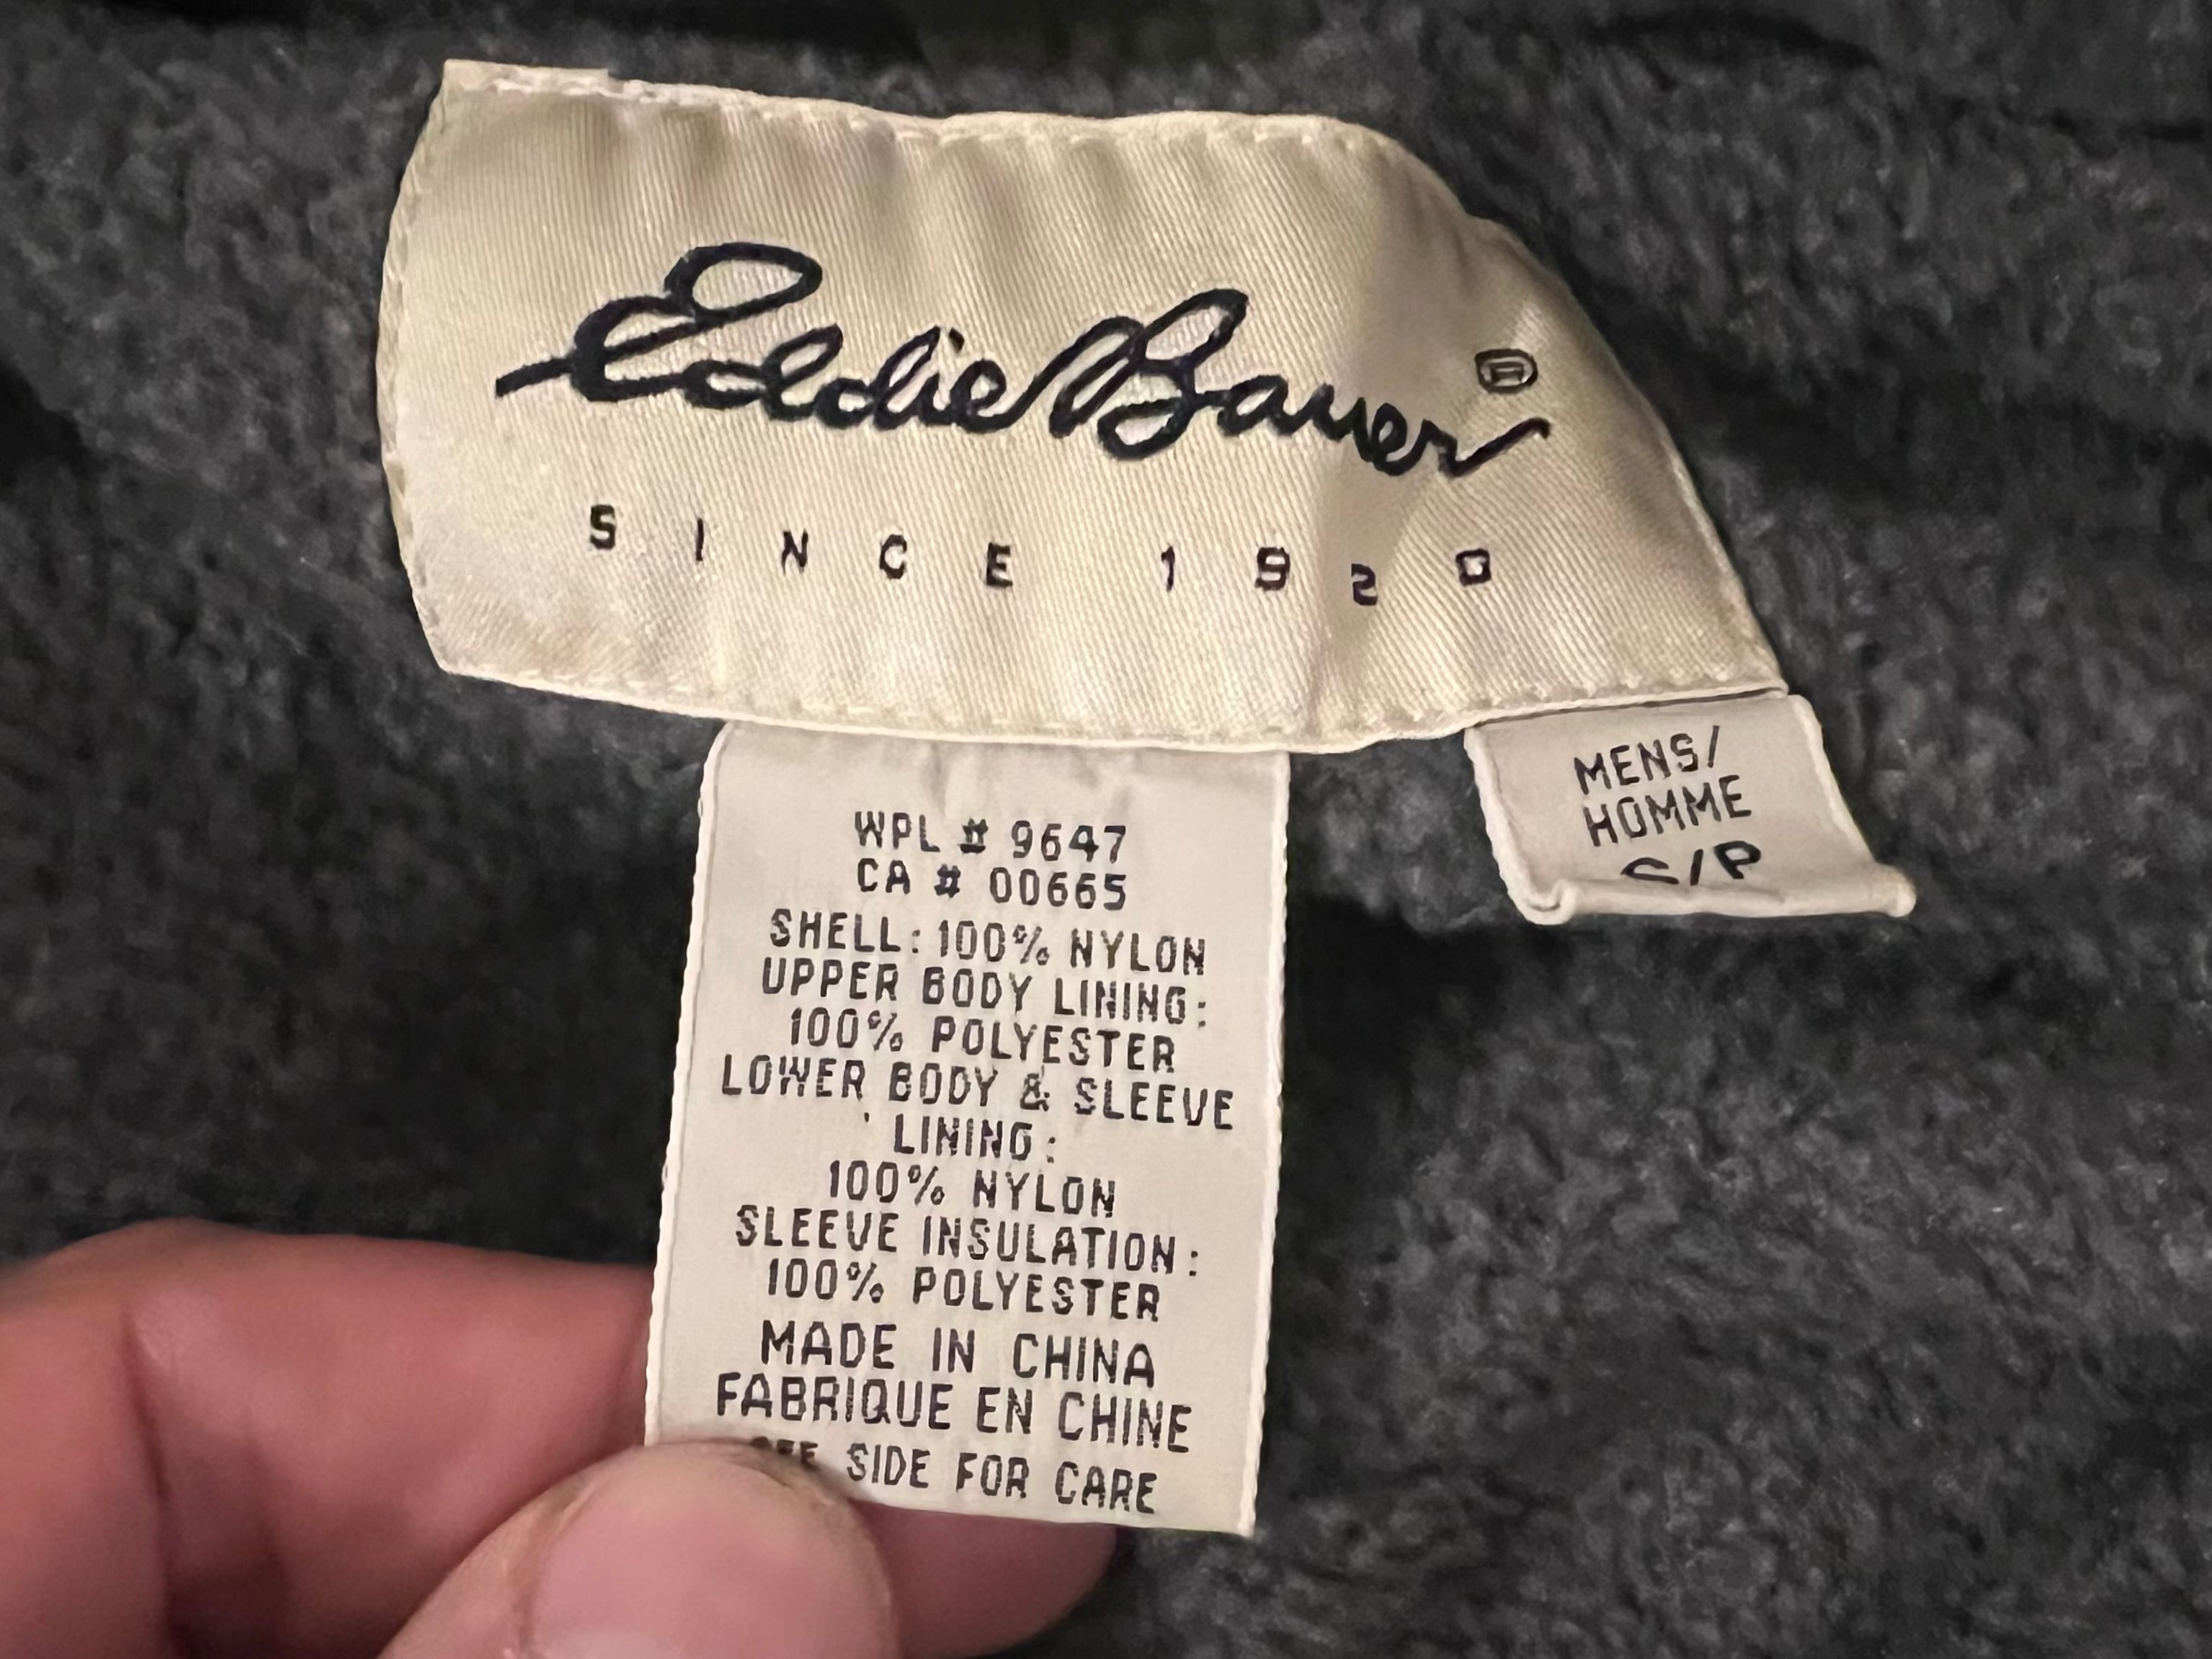 Eddie Bauer ®
SINCE 1920
MENS/
HOMME
S/P
WPL # 9647
CA # 00665
SHELL: 100% NYLON
UPPER BODY LINING:
100% POLYESTER
LOWER BODY & SLEEVE
LINING:
100% NYLON
SLEEVE INSULATION:
100% POLYESTER
MADE IN CHINA
FABRIQUE EN CHINE
SEE SIDE FOR CARE